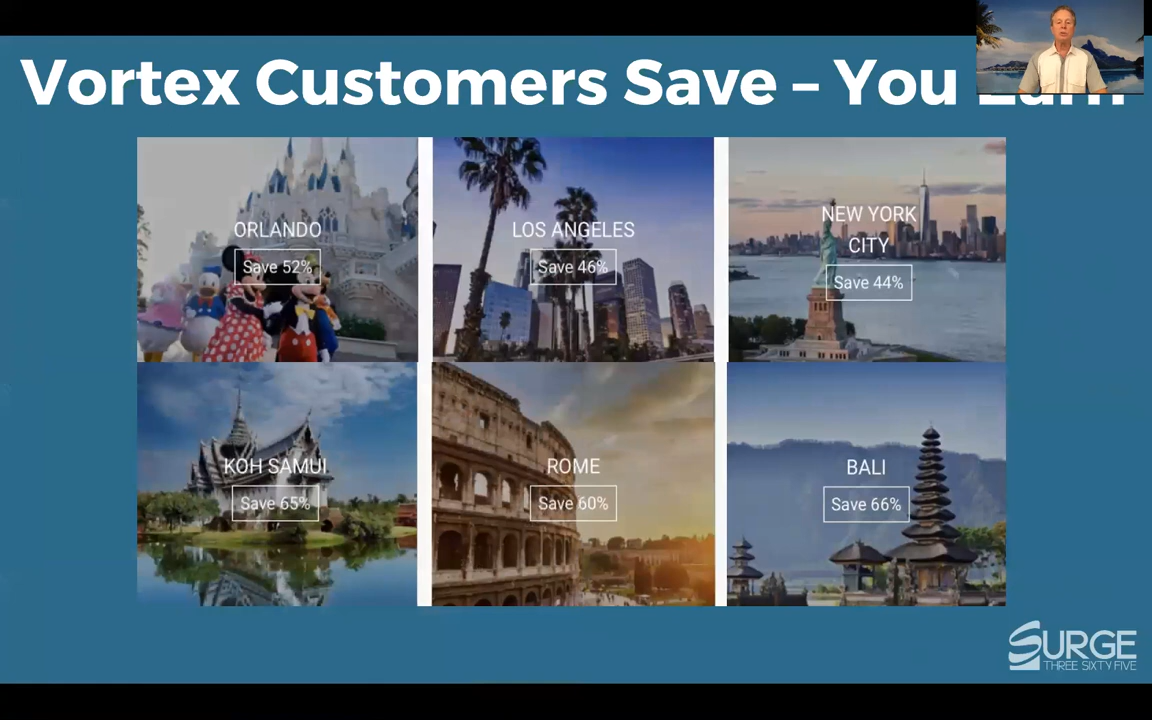 Vortex Customers Save – You Earn
ORLANDO
Save 52%
LOS ANGELES
Save 46%
NEW YORK
CITY
Save 44%
KOH SAMUI
Save 65%
ROME
Save 60%
BALI
Save 66%
SURGE
THREE SIXTY FIVE